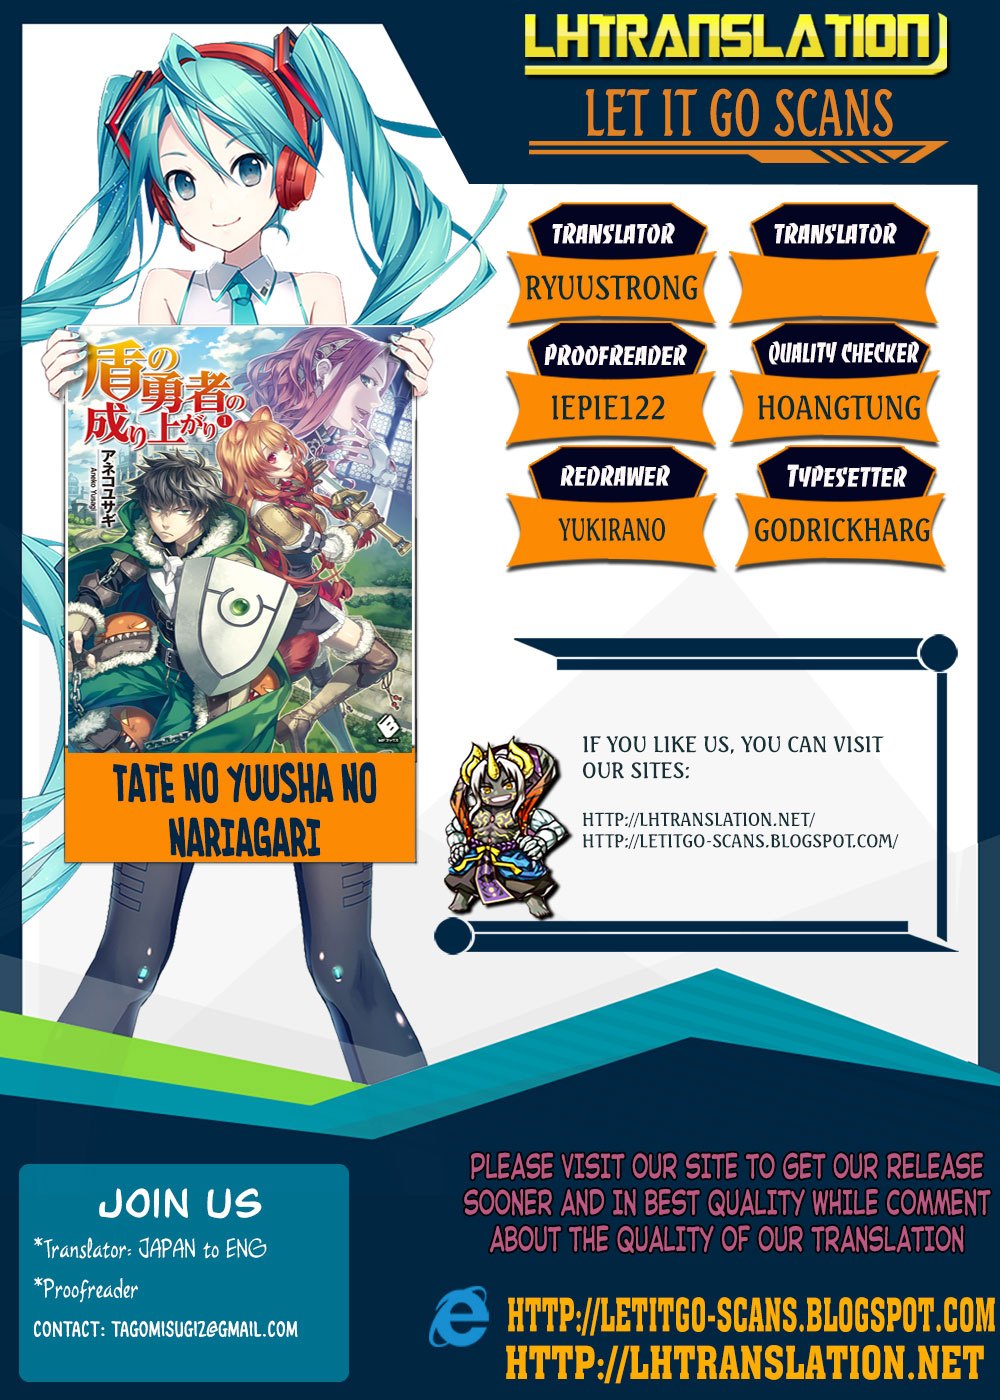 LHTRANSLATION
LET IT GO SCANS
TRANSLATOR
RYUUSTRONG
TRANSLATOR
PROOFREADER
IEPIE122
QUALITY CHECKER
HOANGTUNG
REDRAWER
YUKIRANO
TYPESETTER
GODRICKHARG
盾の勇者の
成り上がり 1
アネコユサギ
Aneko Yusagi
TATE NO YUUSHA NO
NARIAGARI
IF YOU LIKE US, YOU CAN VISIT
OUR SITES:
HTTP://LHTRANSLATION.NET/
HTTP://LETITGO-SCANS.BLOGSPOT.COM/
JOIN US
*Translator: JAPAN to ENG
*Proofreader
CONTACT: TAGOMISUGIZ@GMAIL.COM
PLEASE VISIT OUR SITE TO GET OUR RELEASE
SOONER AND IN BEST QUALITY WHILE COMMENT
ABOUT THE QUALITY OF OUR TRANSLATION
HTTP://LETITGO-SCANS.BLOGSPOT.COM
HTTP://LHTRANSLATION.NET